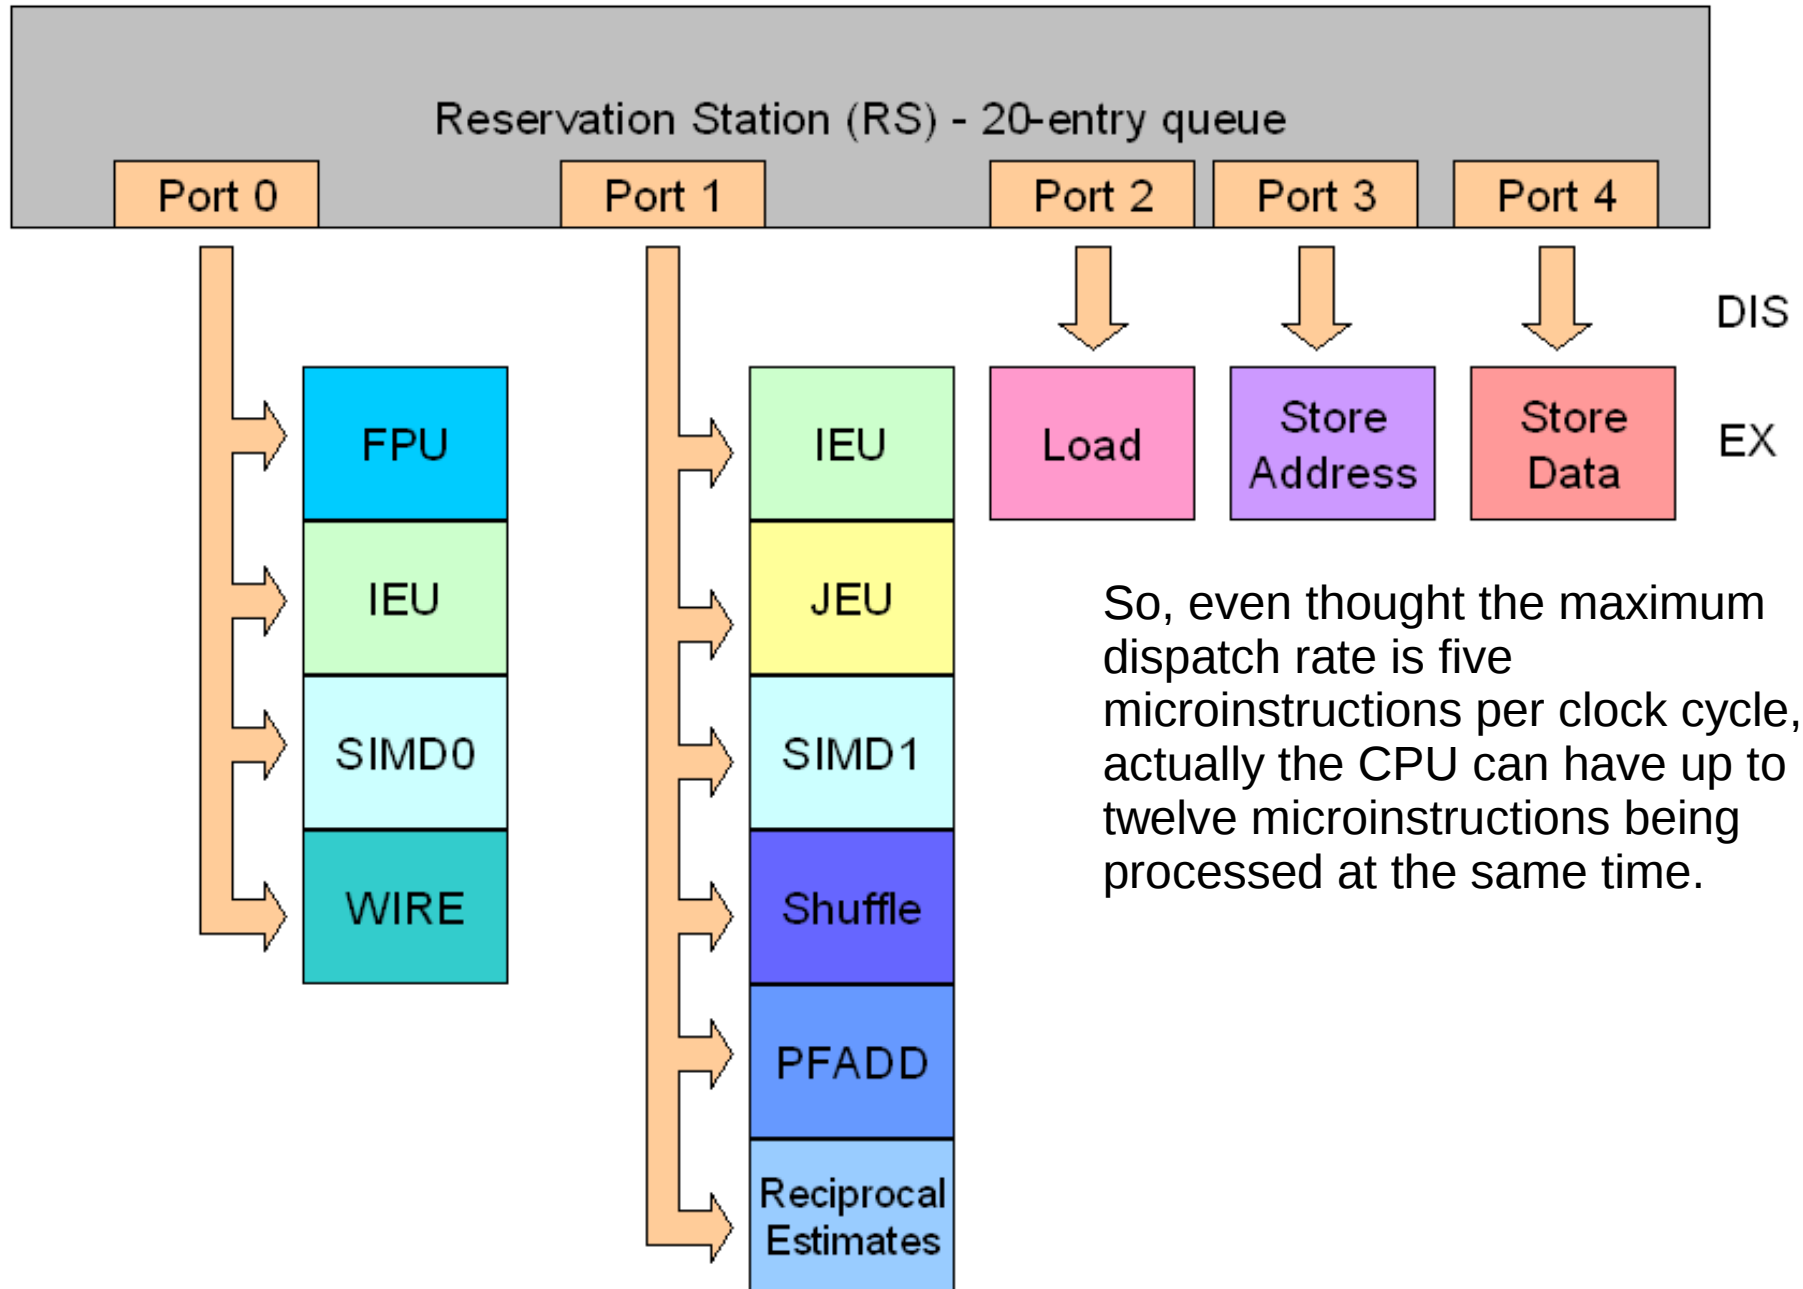 Reservation Station (RS) - 20-entry queue
Port 0
Port 1
Port 2
Port 3
Port 4
DIS
FPU
IEU
SIMD0
WIRE
IEU
JEU
SIMD1
Shuffle
PFADD
Reciprocal
Estimates
Load
Store
Address
Store
Data
EX
So, even thought the maximum
dispatch rate is five
microinstructions per clock cycle,
actually the CPU can have up to
twelve microinstructions being
processed at the same time.